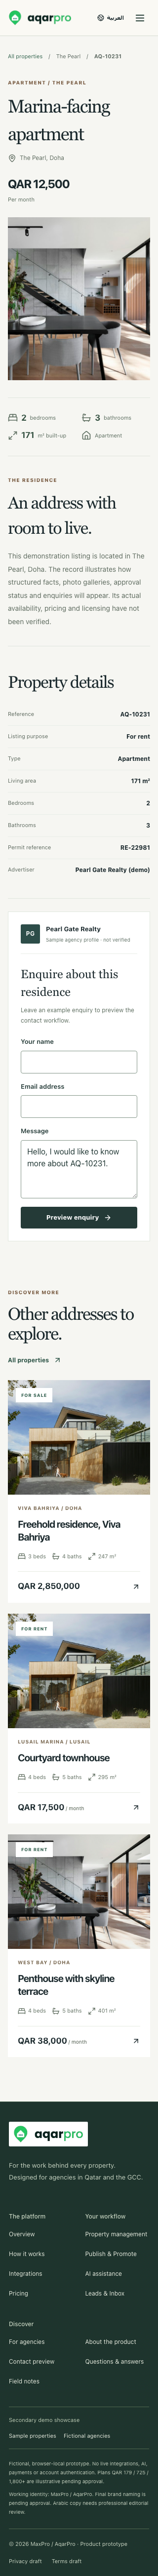 aqarpro
العربية
All properties / The Pearl / AQ-10231
APARTMENT / THE PEARL
Marina-facing
apartment
The Pearl, Doha
QAR 12,500
Per month
2 bedrooms
3 bathrooms
171 m² built-up
Apartment
THE RESIDENCE
An address with
room to live.
This demonstration listing is located in The
Pearl, Doha. The record illustrates how
structured facts, photo galleries, approval
status and enquiries will appear. Its actual
availability, pricing and licensing have not
been verified.
Property details
Reference AQ-10231
Listing purpose For rent
Type Apartment
Living area 171 m²
Bedrooms 2
Bathrooms 3
Permit reference RE-22981
Advertiser Pearl Gate Realty (demo)
PG
Pearl Gate Realty
Sample agency profile · not verified
Enquire about this
residence
Leave an example enquiry to preview the
contact workflow.
Your name
Email address
Message
Hello, I would like to know
more about AQ-10231.
Preview enquiry
DISCOVER MORE
Other addresses to
explore.
All properties
FOR SALE
VIVA BAHRIYA / DOHA
Freehold residence, Viva
Bahriya
3 beds 4 baths 247 m²
QAR 2,850,000
FOR RENT
LUSAIL MARINA / LUSAIL
Courtyard townhouse
4 beds 5 baths 295 m²
QAR 17,500 / month
FOR RENT
WEST BAY / DOHA
Penthouse with skyline
terrace
4 beds 5 baths 401 m²
QAR 38,000 / month
aqarpro
For the work behind every property.
Designed for agencies in Qatar and the GCC.
The platform
Overview
How it works
Integrations
Pricing
Your workflow
Property management
Publish & Promote
AI assistance
Leads & Inbox
Discover
For agencies
Contact preview
Field notes
About the product
Questions & answers
Secondary demo showcase
Sample properties Fictional agencies
Fictional, browser-local prototype. No live integrations, AI,
payments or account authentication. Plans QAR 179 / 725 /
1,800+ are illustrative pending approval.
Working identity: MaxPro / AqarPro. Final brand naming is
pending approval. Arabic copy needs professional editorial
review.
© 2026 MaxPro / AqarPro · Product prototype
Privacy draft Terms draft